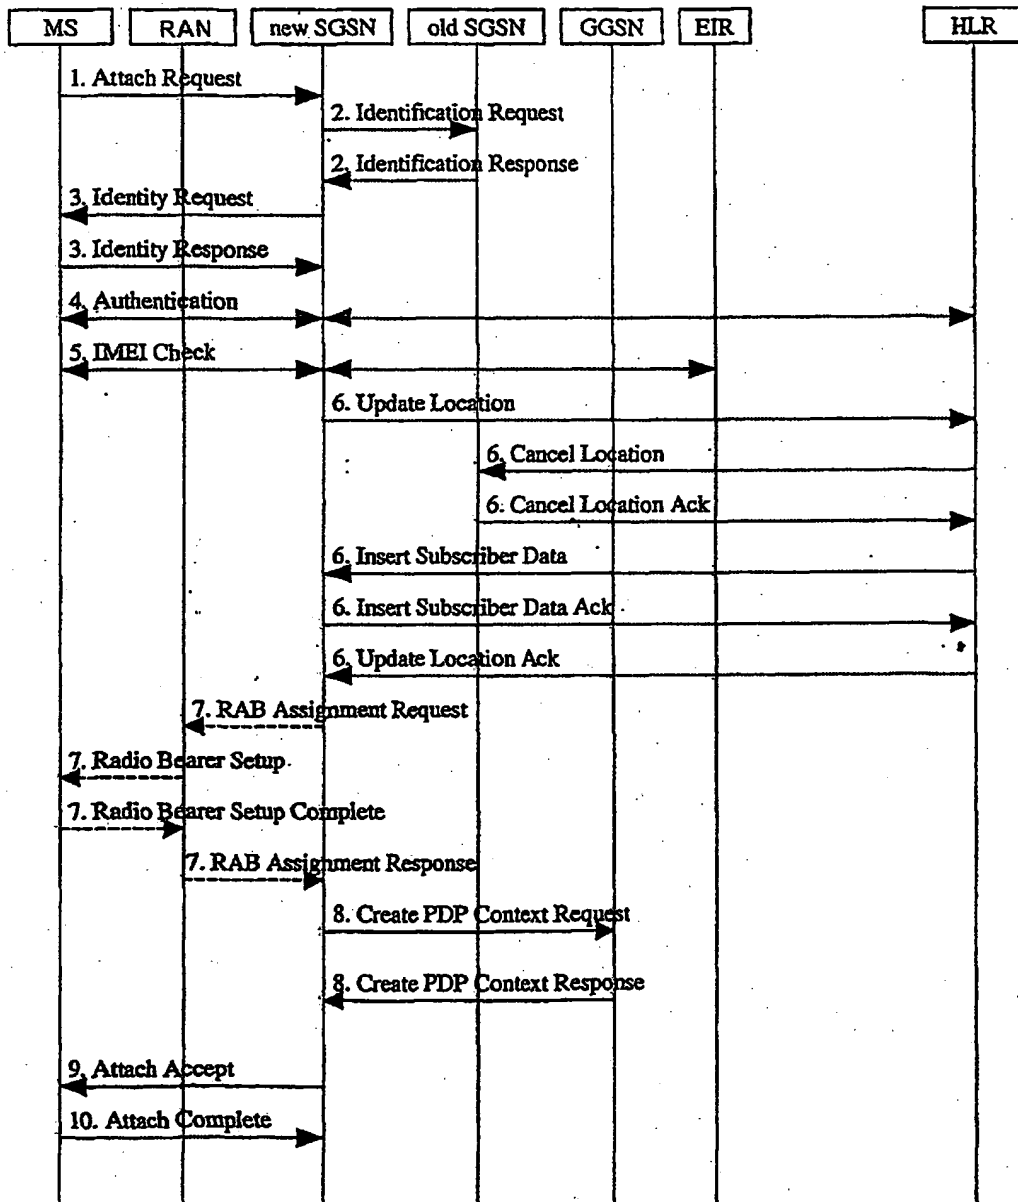 MS RAN new SGSN old SGSN GGSN EIR HLR
1. Attach Request
2. Identification Request
2. Identification Response
3. Identity Request
3. Identity Response
4. Authentication
5. IMEI Check
6. Update Location
6. Cancel Location
6. Cancel Location Ack
6. Insert Subscriber Data
6. Insert Subscriber Data Ack
6. Update Location Ack
7. RAB Assignment Request
7. Radio Bearer Setup
7. Radio Bearer Setup Complete
7. RAB Assignment Response
8. Create PDP Context Request
8. Create PDP Context Response
9. Attach Accept
10. Attach Complete